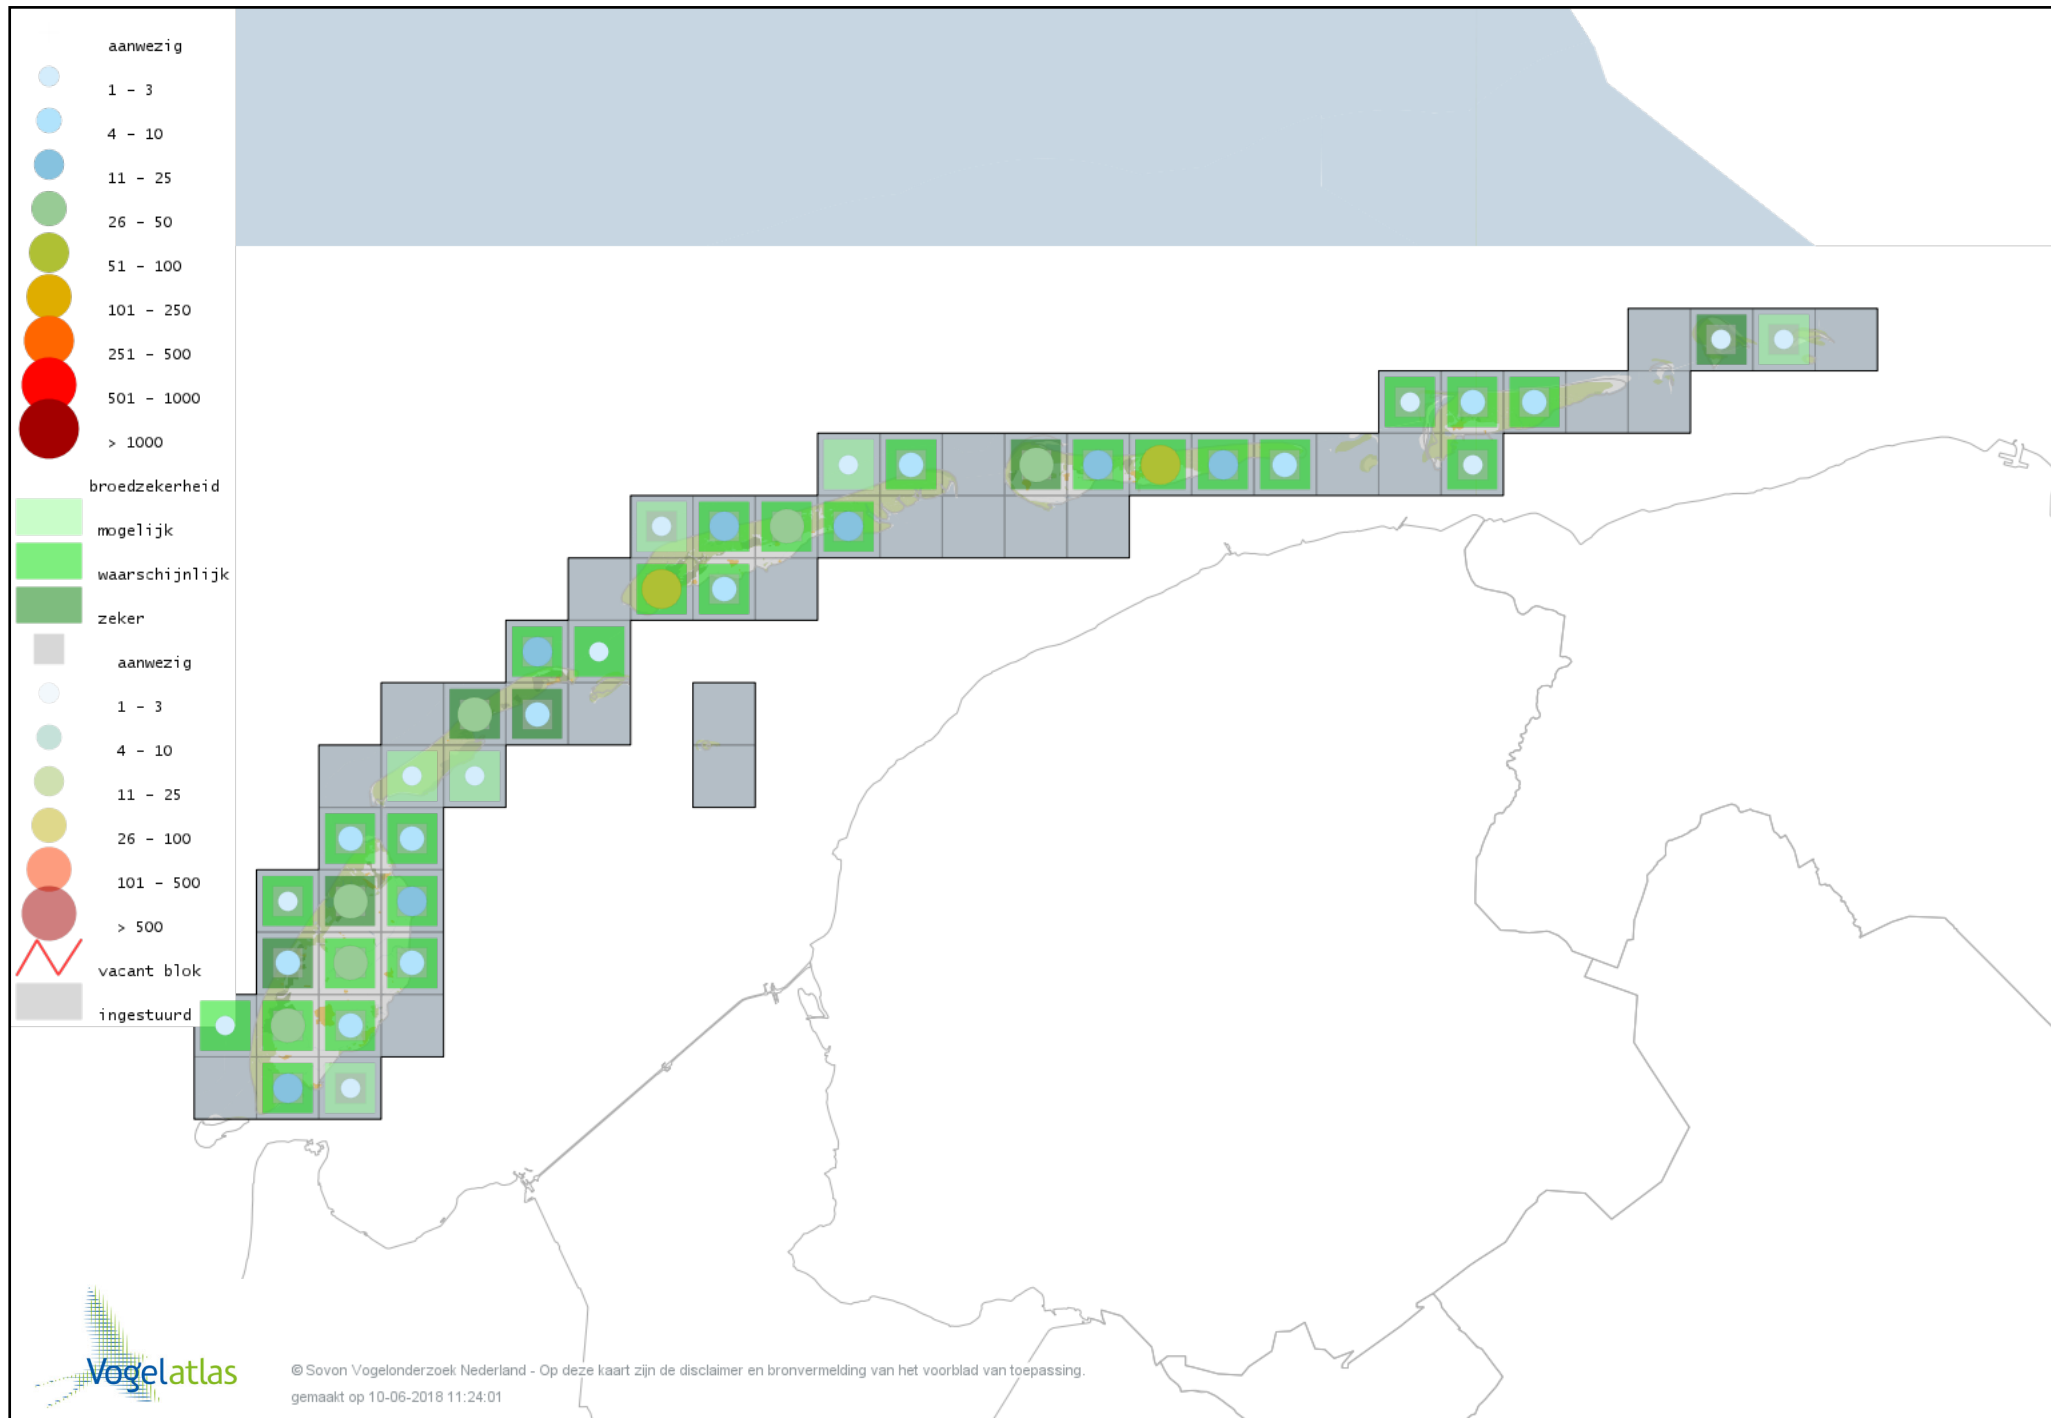 aanwezig
1 - 3
4 - 10
11 - 25
26 - 50
51 - 100
101 - 250
251 - 500
501 - 1000
> 1000
broedzekerheid
mogelijk
waarschijnlijk
zeker
aanwezig
1 - 3
4 - 10
11 - 25
26 - 100
101 - 500
> 500
vacant blok
ingestuurd
Vogelatlas
© Sovon Vogelonderzoek Nederland - Op deze kaart zijn de disclaimer en bronvermelding van het voorblad van toepassing.
gemaakt op 10-06-2018 11:24:01